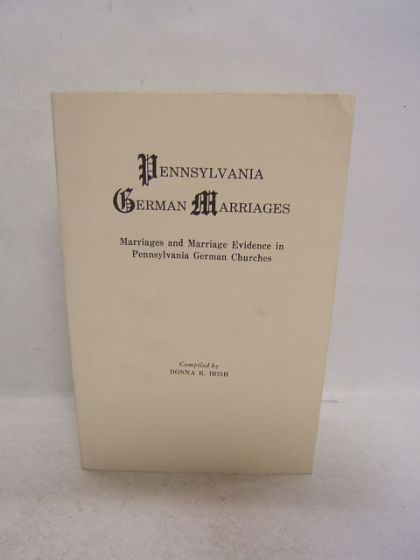 PENNSYLVANIA
GERMAN MARRIAGES
Marriages and Marriage Evidence in
Pennsylvania German Churches
Compiled by
DONNA R. IRISH